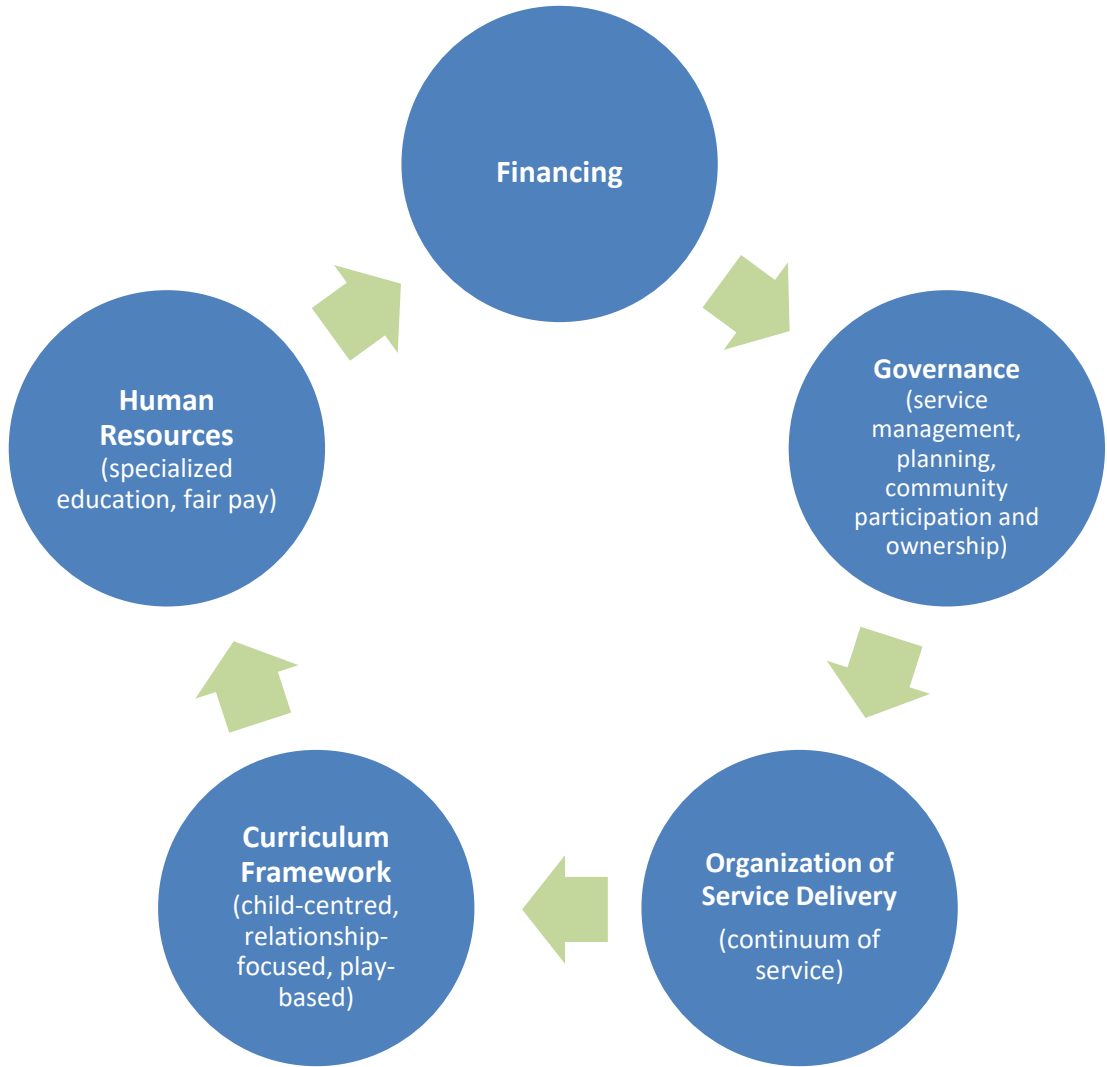 Financing
Governance
(service
management,
planning,
community
participation and
ownership)
Organization of
Service Delivery
(continuum of
service)
Curriculum
Framework
(child-centred,
relationship-
focused, play-
based)
Human
Resources
(specialized
education, fair pay)